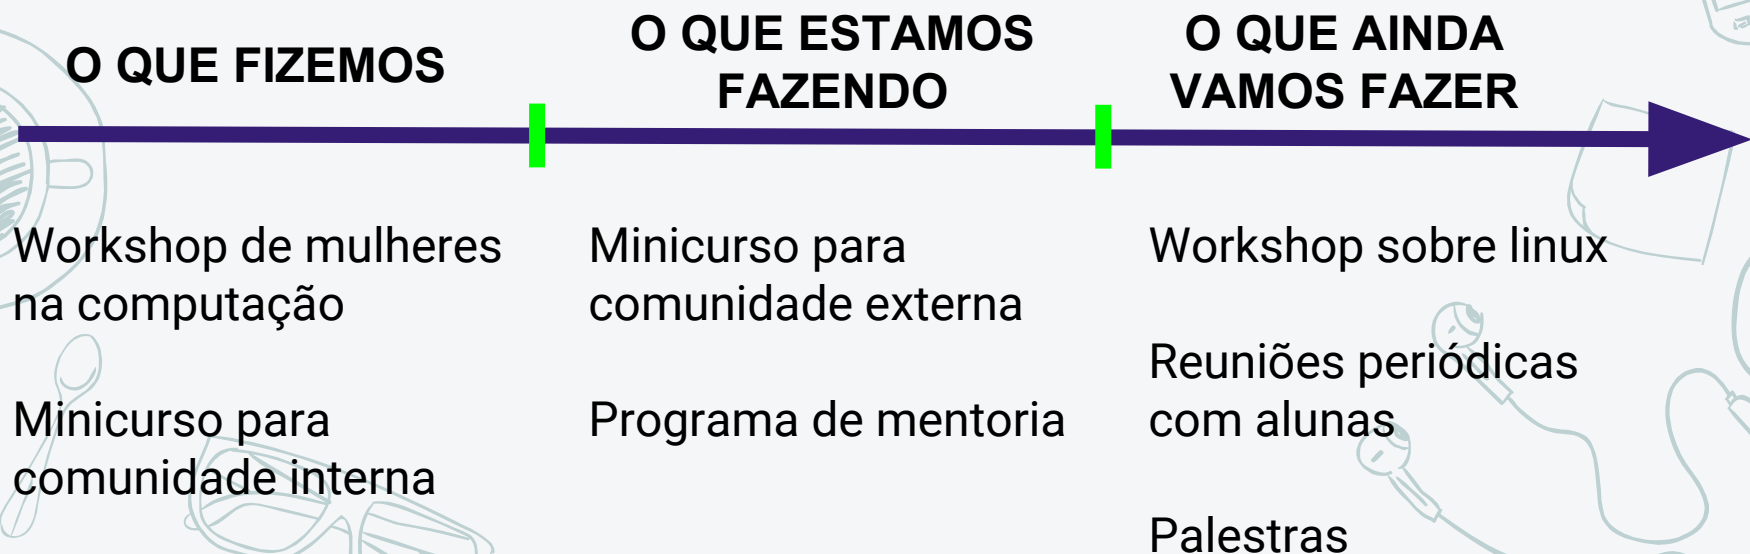 O QUE FIZEMOS
O QUE ESTAMOS
FAZENDO
O QUE AINDA
VAMOS FAZER
Workshop de mulheres
na computação
Minicurso para
comunidade interna
Minicurso para
comunidade externa
Programa de mentoria
Workshop sobre linux
Reuniões periódicas
com alunas
Palestras